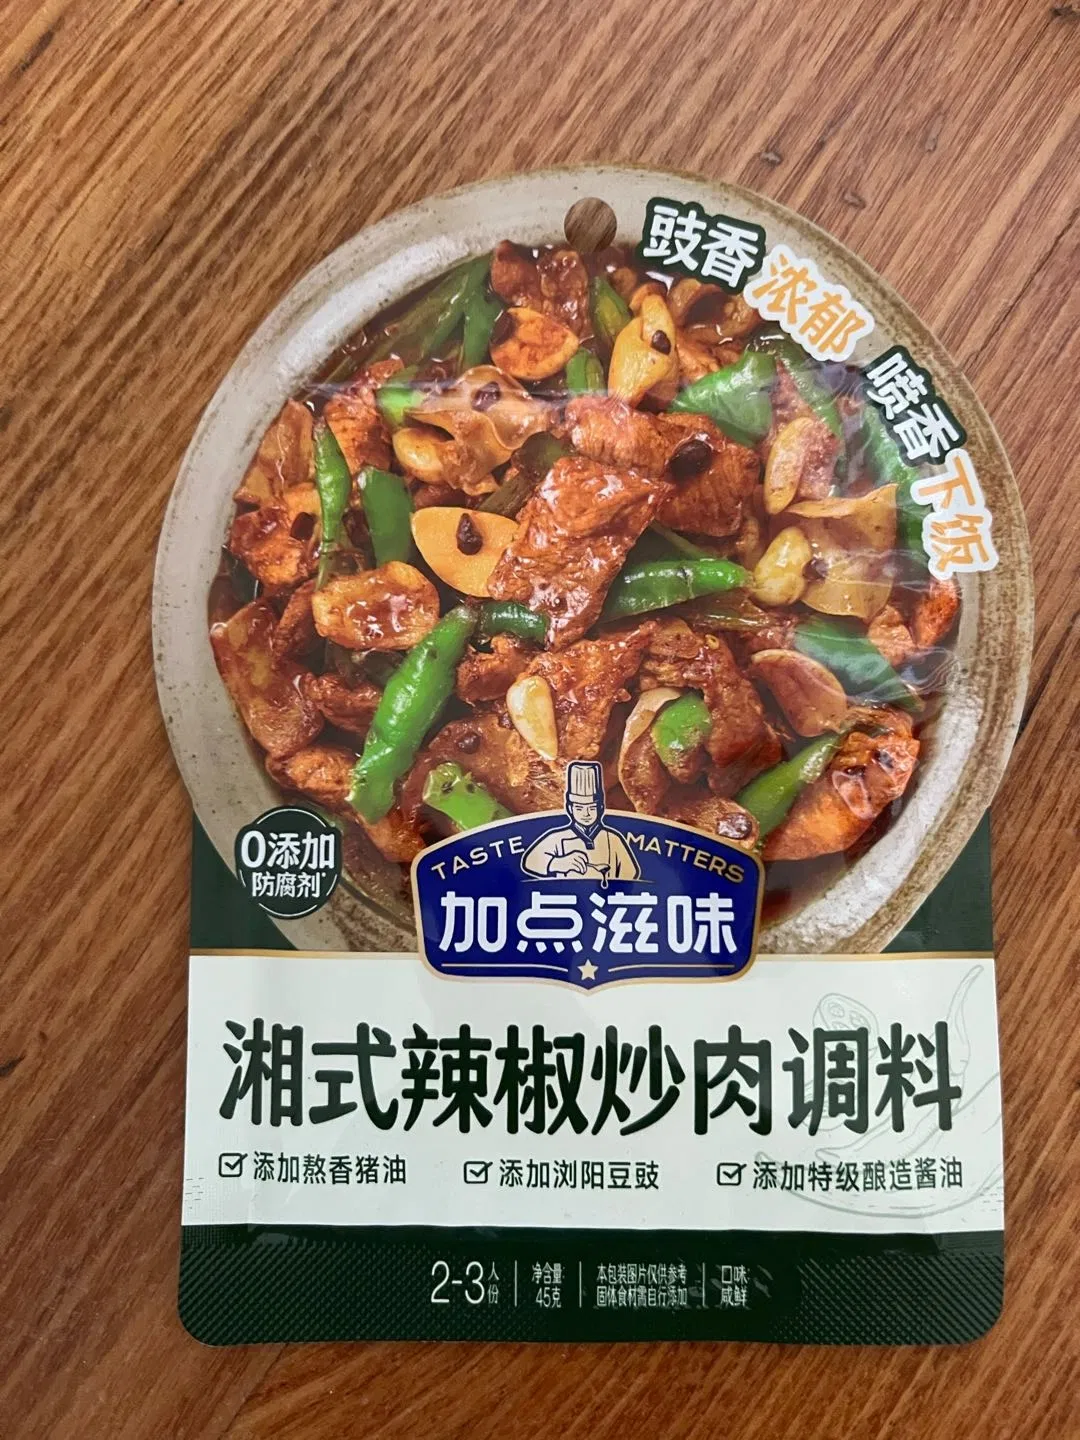 豉香浓郁
喷香下饭
0添加
防腐剂*
TASTE MATTERS
加点滋味
湘式辣椒炒肉调料
添加熬香猪油
添加浏阳豆豉
添加特级酿造酱油
2-3人份
净含量:
45克
本包装图片仅供参考
固体食材需自行添加
口味:
咸鲜